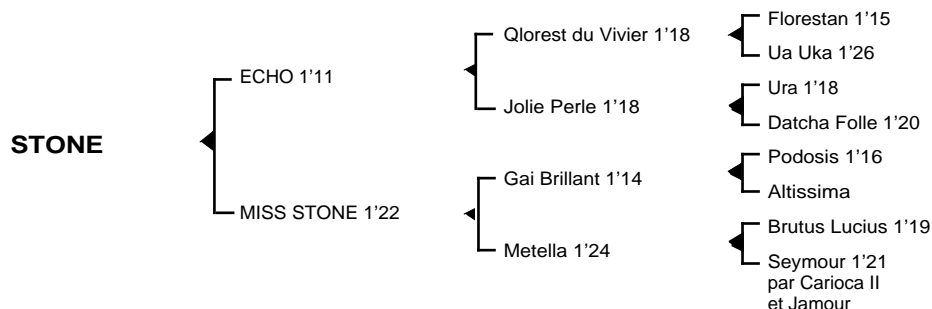 Florestan 1’15
Qlorest du Vivier 1’18
Ua Uka 1’26
ECHO 1’11
Ura 1’18
Jolie Perle 1’18
Datcha Folle 1’20
STONE
Podosis 1’16
Gai Brillant 1’14
Altissima
MISS STONE 1’22
Brutus Lucius 1’19
Metella 1’24
Seymour 1’21
par Carioca II
et Jamour